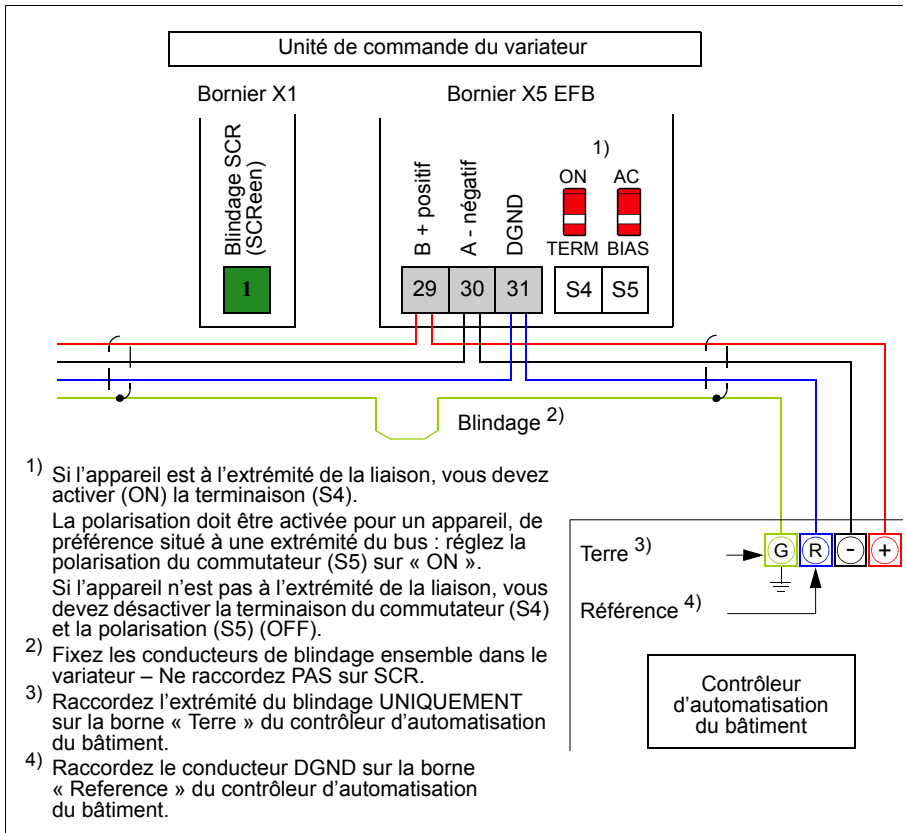 Unité de commande du variateur
Bornier X1
Bornier X5 EFB
Blindage SCR
(SCReen)
1
B + positif
A - négatif
DGND
1)
ON
AC
TERM
BIAS
29
30
31
S4
S5
Blindage 2)
1) Si l'appareil est à l'extrémité de la liaison, vous devez
activer (ON) la terminaison (S4).
La polarisation doit être activée pour un appareil, de
préférence situé à une extrémité du bus : réglez la
polarisation du commutateur (S5) sur « ON ».
Si l'appareil n'est pas à l'extrémité de la liaison, vous
devez désactiver la terminaison du commutateur (S4)
et la polarisation (S5) (OFF).
2) Fixez les conducteurs de blindage ensemble dans le
variateur – Ne raccordez PAS sur SCR.
3) Raccordez l'extrémité du blindage UNIQUEMENT
sur la borne « Terre » du contrôleur d'automatisation
du bâtiment.
4) Raccordez le conducteur DGND sur la borne
« Reference » du contrôleur d'automatisation
du bâtiment.
Terre 3)
G
R
-
+
Référence 4)
Contrôleur
d'automatisation
du bâtiment